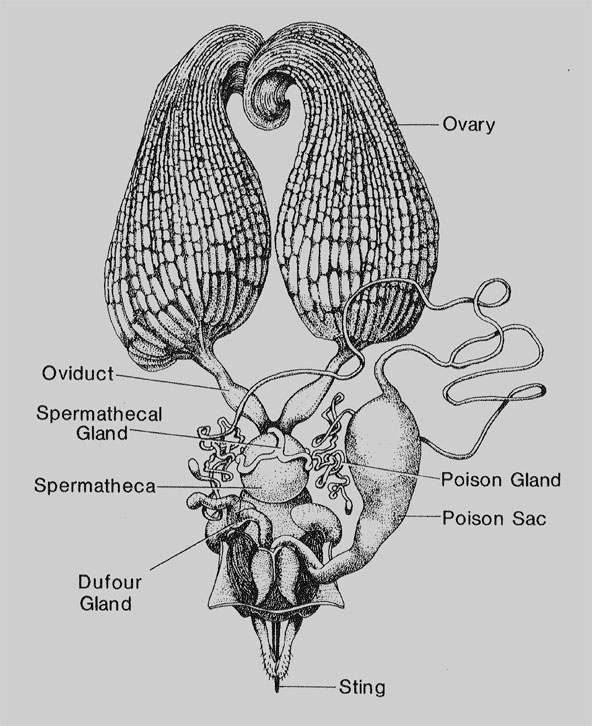 Ovary
Oviduct
Spermathecal
Gland
Spermatheca
Poison Gland
Poison Sac
Dufour
Gland
Sting